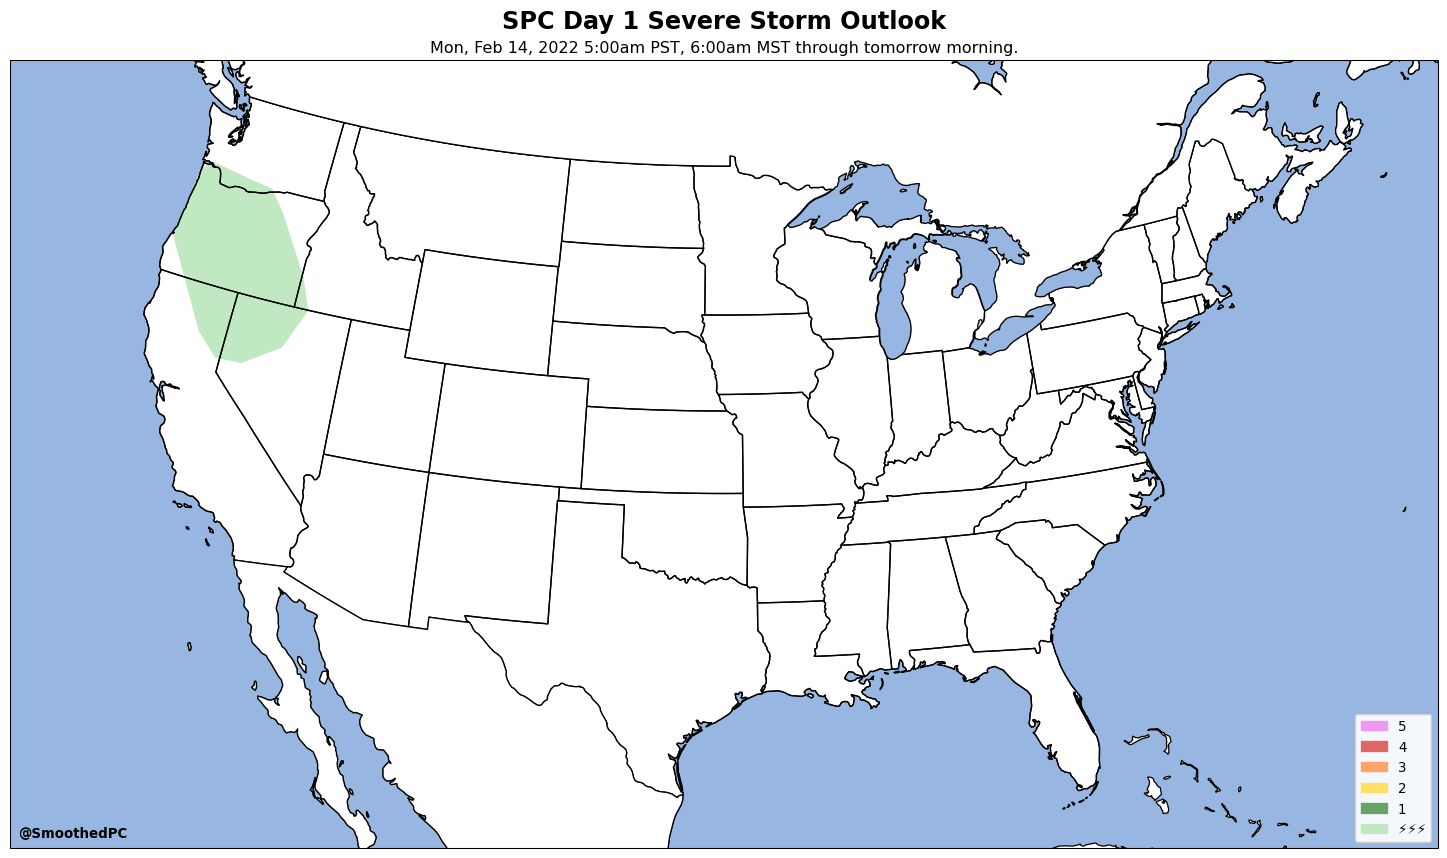 SPC Day 1 Severe Storm Outlook
Mon, Feb 14, 2022 5:00am PST, 6:00am MST through tomorrow morning.
5
4
3
2
1
⚡⚡⚡
@SmoothedPC